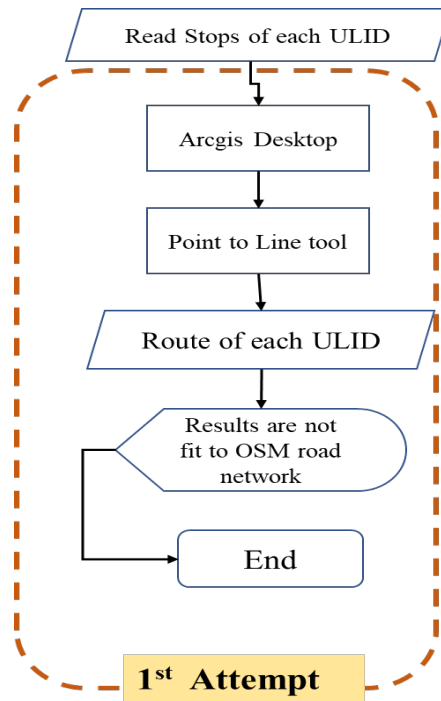 Read Stops of each ULID
Arcgis Desktop
Point to Line tool
Route of each ULID
Results are not
fit to OSM road
network
End
1st Attempt